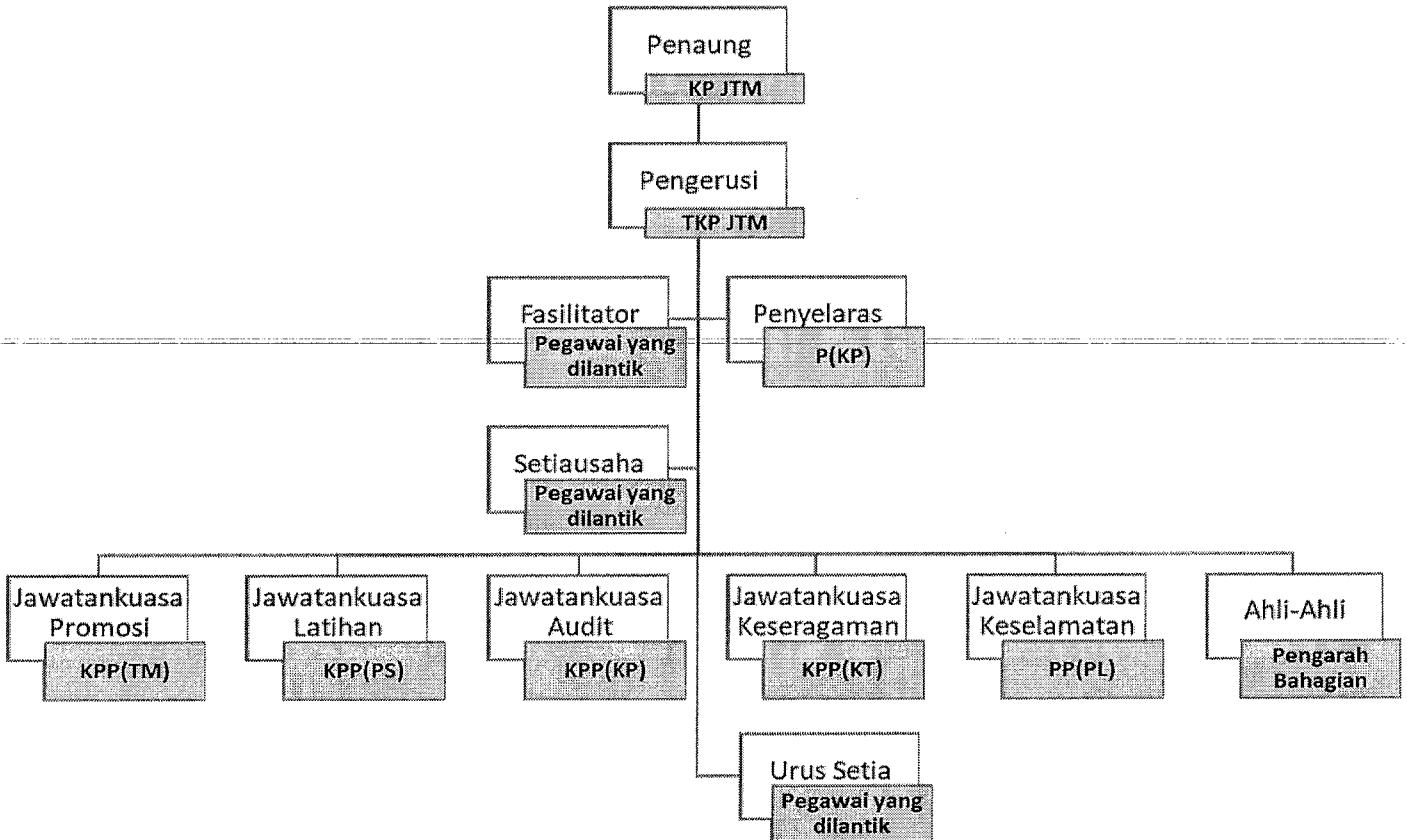 Penaung
KP JTM
Pengerusi
TKP JTM
Fasilitator
Pegawai yang
dilantik
Penyelaras
P(KP)
Setiausaha
Pegawai yang
dilantik
Jawatankuasa
Promosi
KPP(TM)
Jawatankuasa
Latihan
KPP(PS)
Jawatankuasa
Audit
KPP(KP)
Jawatankuasa
Keseragaman
KPP(KT)
Jawatankuasa
Keselamatan
PP(PL)
Ahli-Ahli
Pengarah
Bahagian
Urus Setia
Pegawai yang
dilantik